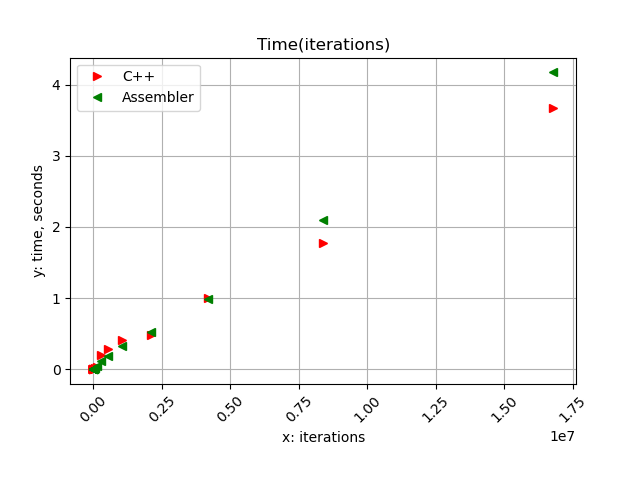 Time(iterations)
C++
Assembler
y: time, seconds
4
3
2
1
0
0.00
0.25
0.50
0.75
1.00
1.25
1.50
1.75
1e7
x: iterations